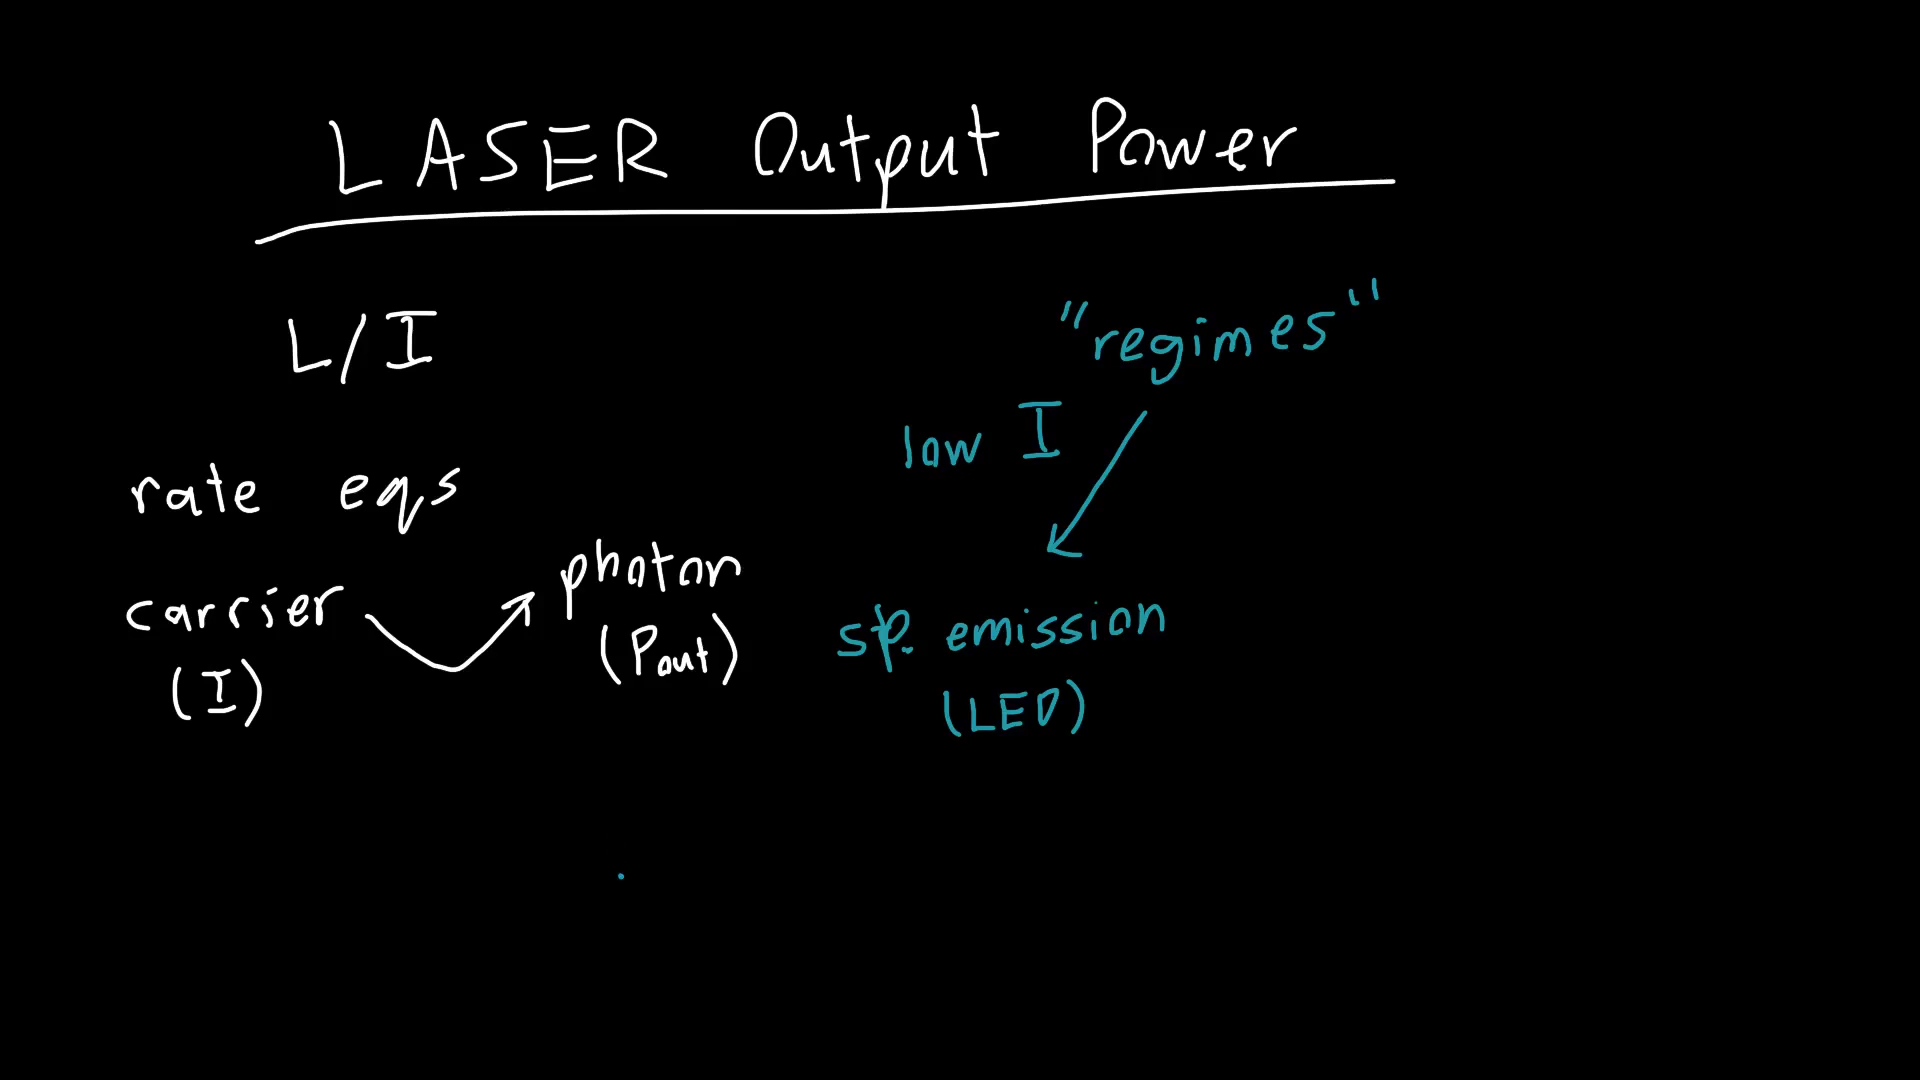 LASER Output Power
L/I
rate eqs
carrier
(I)
photon
(Pout)
"regimes"
low I
sp. emission
(LED)